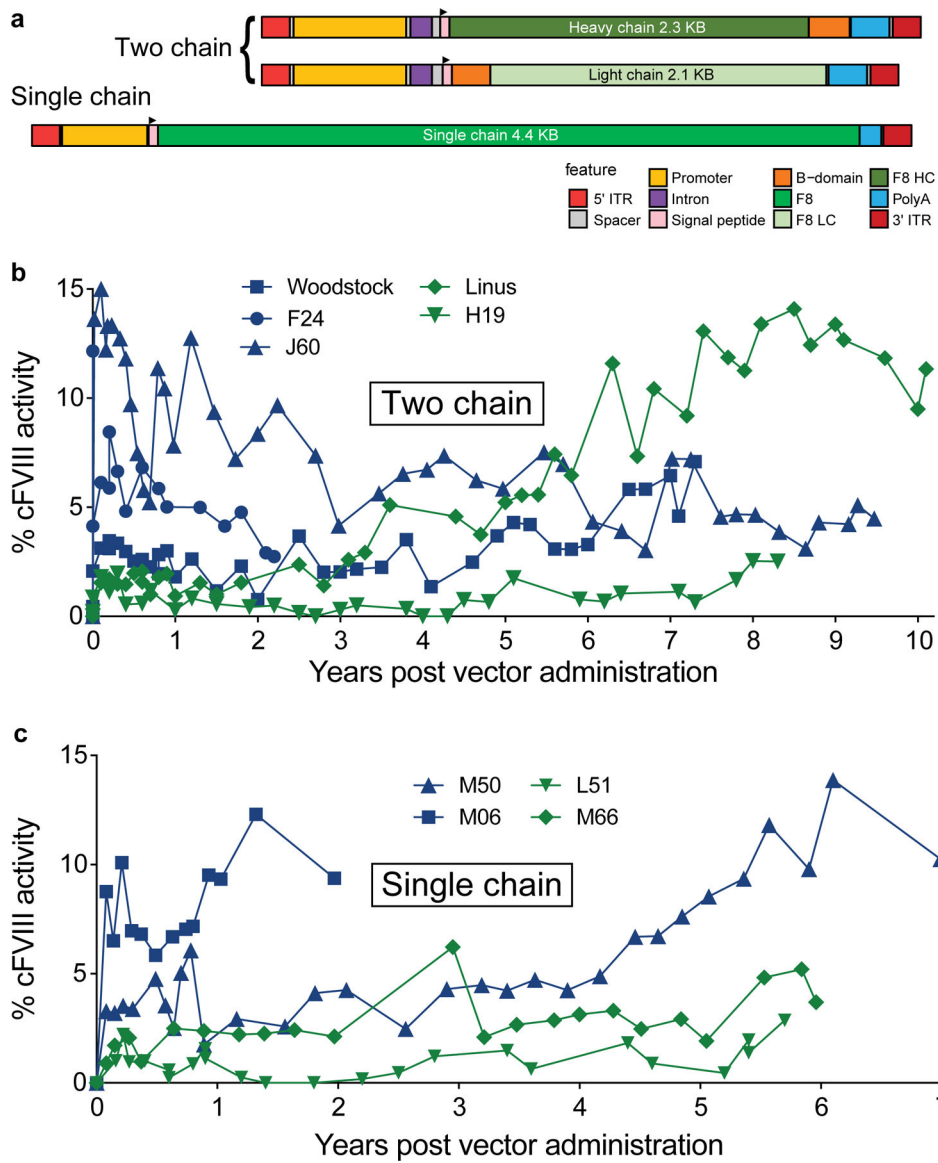 a
Two chain
Heavy chain 2.3 KB
Light chain 2.1 KB
Single chain
Single chain 4.4 KB
feature
5' ITR
Spacer
Promoter
Intron
Signal peptide
B−domain
F8
F8 LC
F8 HC
PolyA
3' ITR
b
15
10
5
0
% cFVIII activity
Woodstock
F24
J60
Linus
H19
Two chain
0 1 2 3 4 5 6 7 8 9 10
Years post vector administration
c
15
10
5
0
% cFVIII activity
M50
M06
L51
M66
Single chain
0 1 2 3 4 5 6 7
Years post vector administration